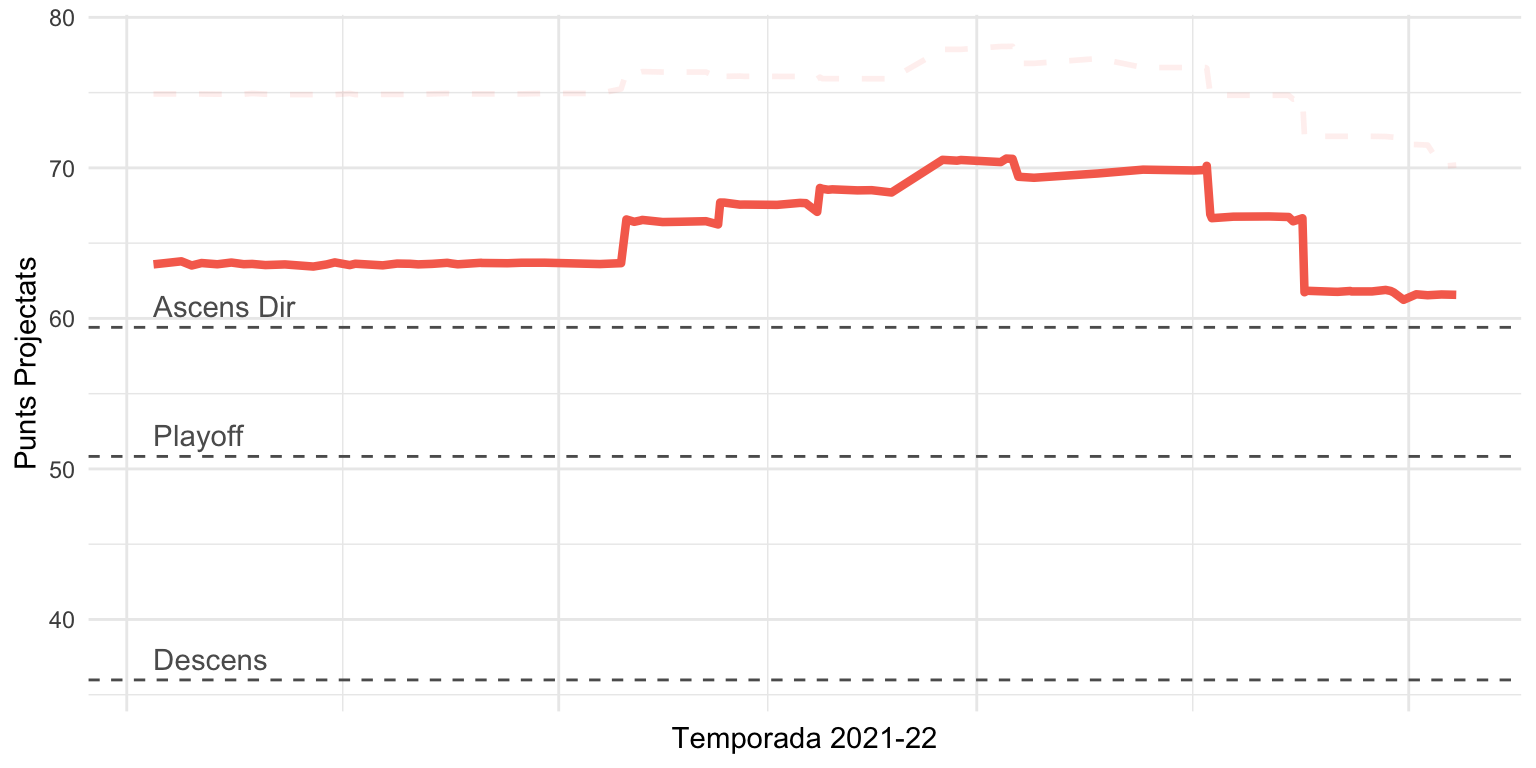 80
70
60
50
40
Punts Projectats
Ascens Dir
Playoff
Descens
Temporada 2021-22